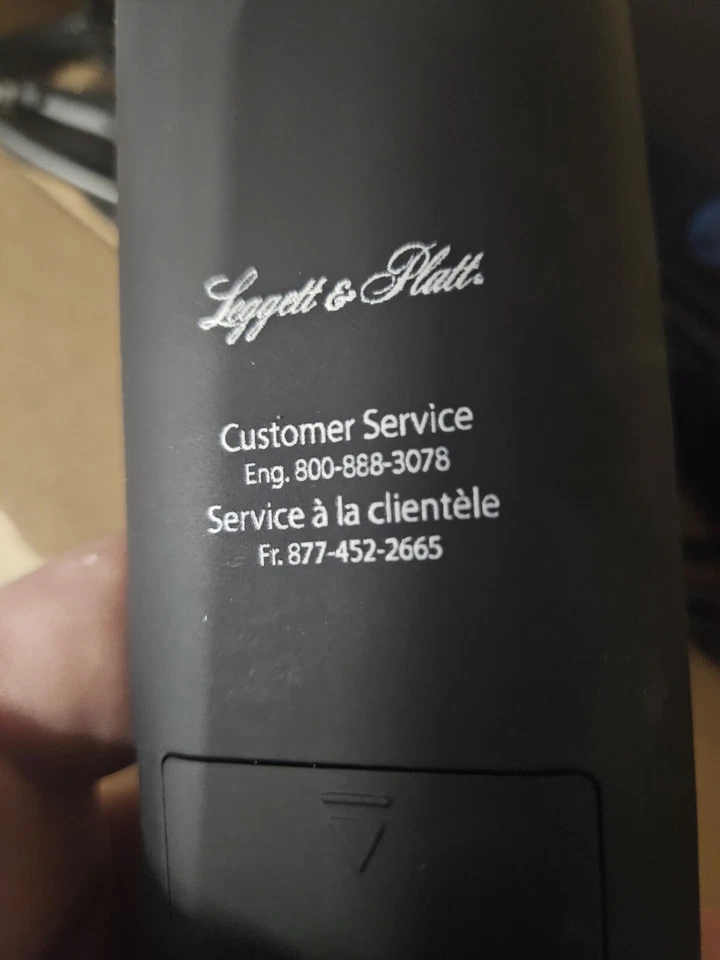 Leggett & Platt.
Customer Service
Eng. 800-888-3078
Service à la clientèle
Fr. 877-452-2665